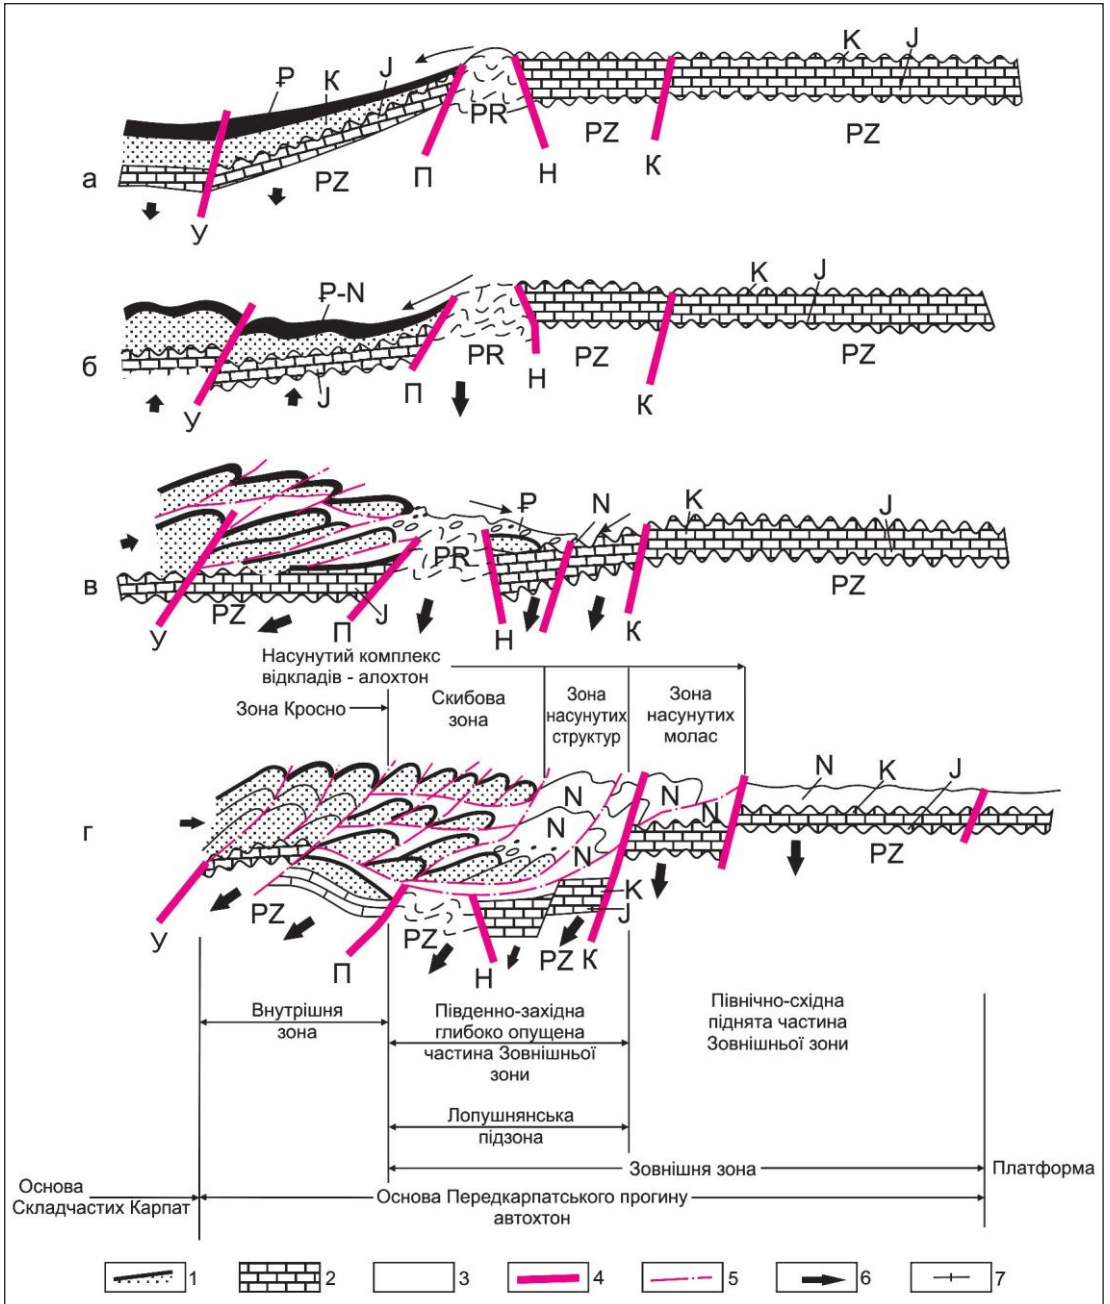 Ꝑ К J К J
PR
PZ П Н PZ К PZ
а
У
Ꝑ-N К J
б
PR PZ PZ
У J П Н К
Ꝑ N К J
PR
в
PZ J PZ
У П Н К
Насунутий комплекс
відкладів - алохтон
Зона Кросно
Скибова
зона
Зона
насунутих
структур
Зона
насунутих
молас
N N N К J
N N
г
N
PZ
К
J
PZ PZ PZ К
У П Н
Внутрішня
зона
Південно-західна
глибоко опущена
частина Зовнішньої
зони
Північно-східна
піднята частина
Зовнішньої зони
Лопушнянська
підзона
Зовнішня зона
Платформа
Основа
Складчастих Карпат
Основа Передкарпатського прогину
автохтон
1 2 3 4 5 6 7